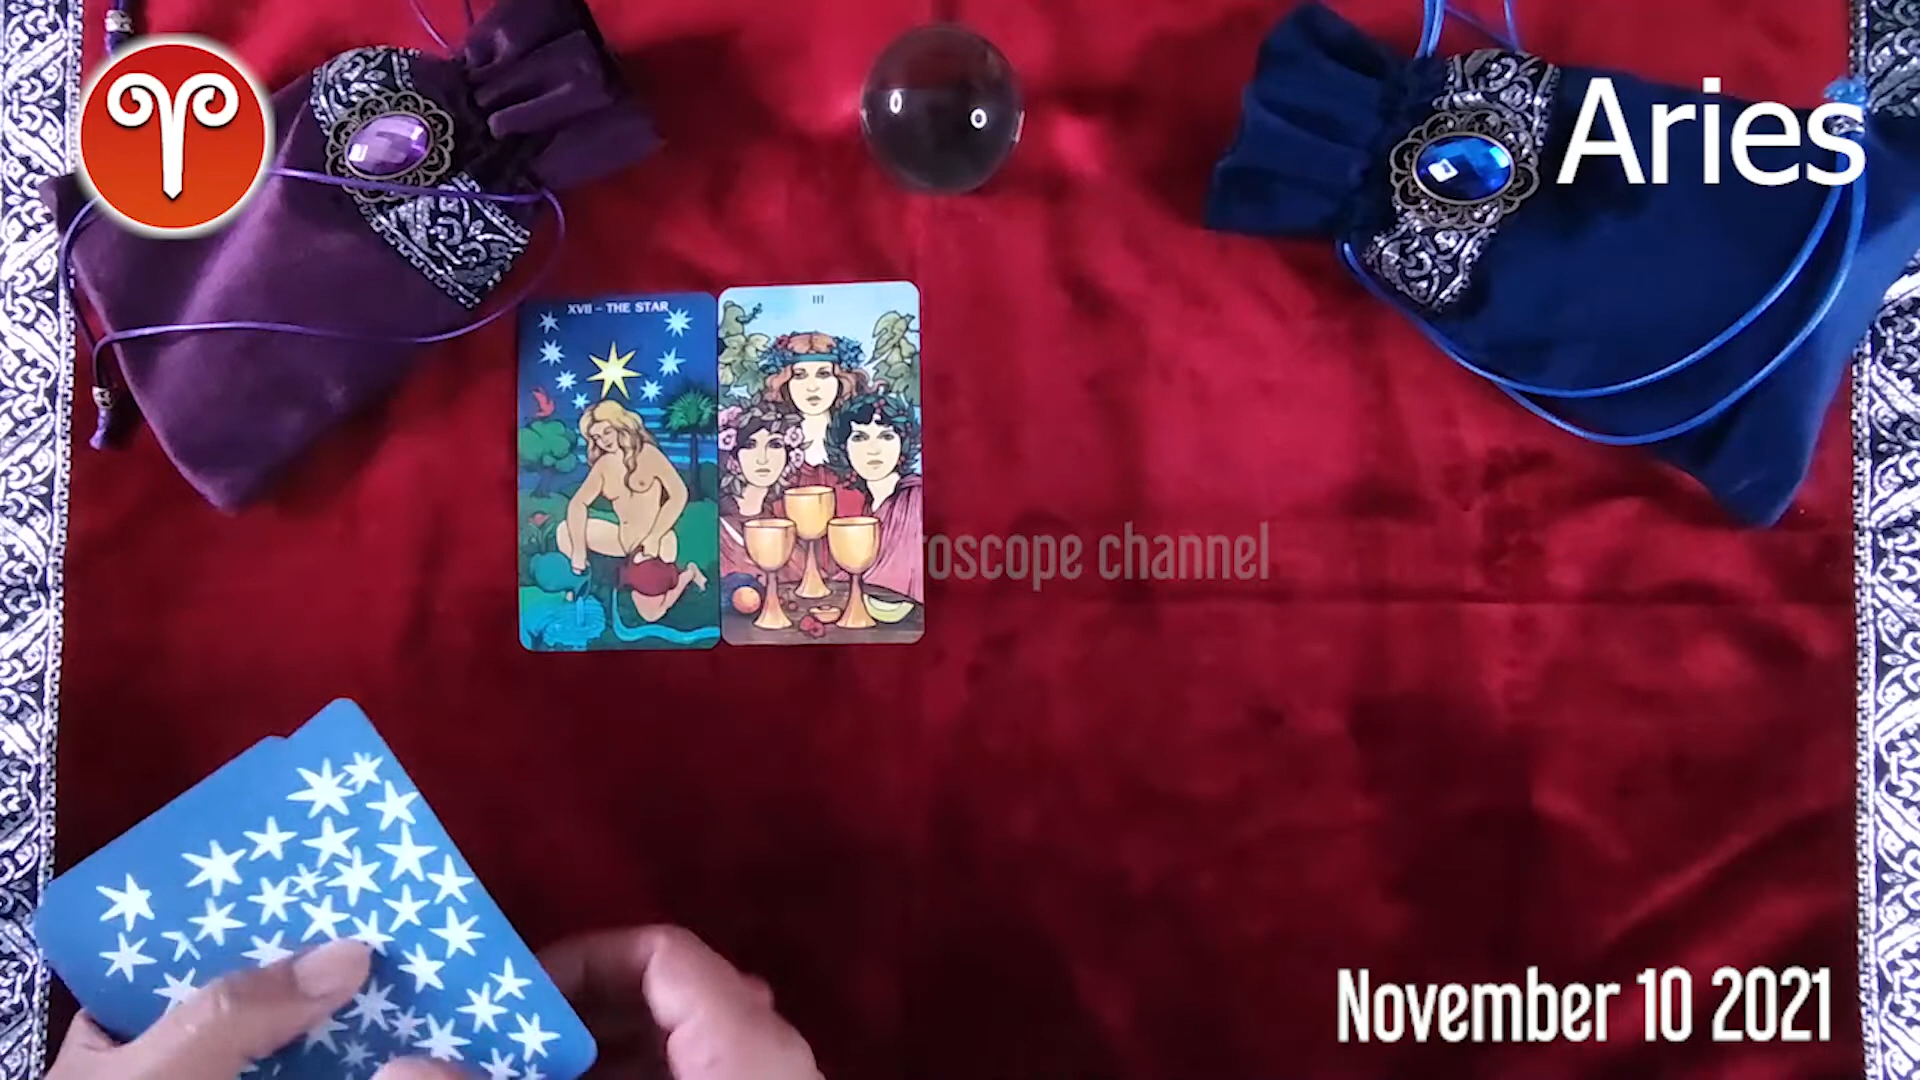 Aries
XVII – THE STAR
III
roscope channel
November 10 2021